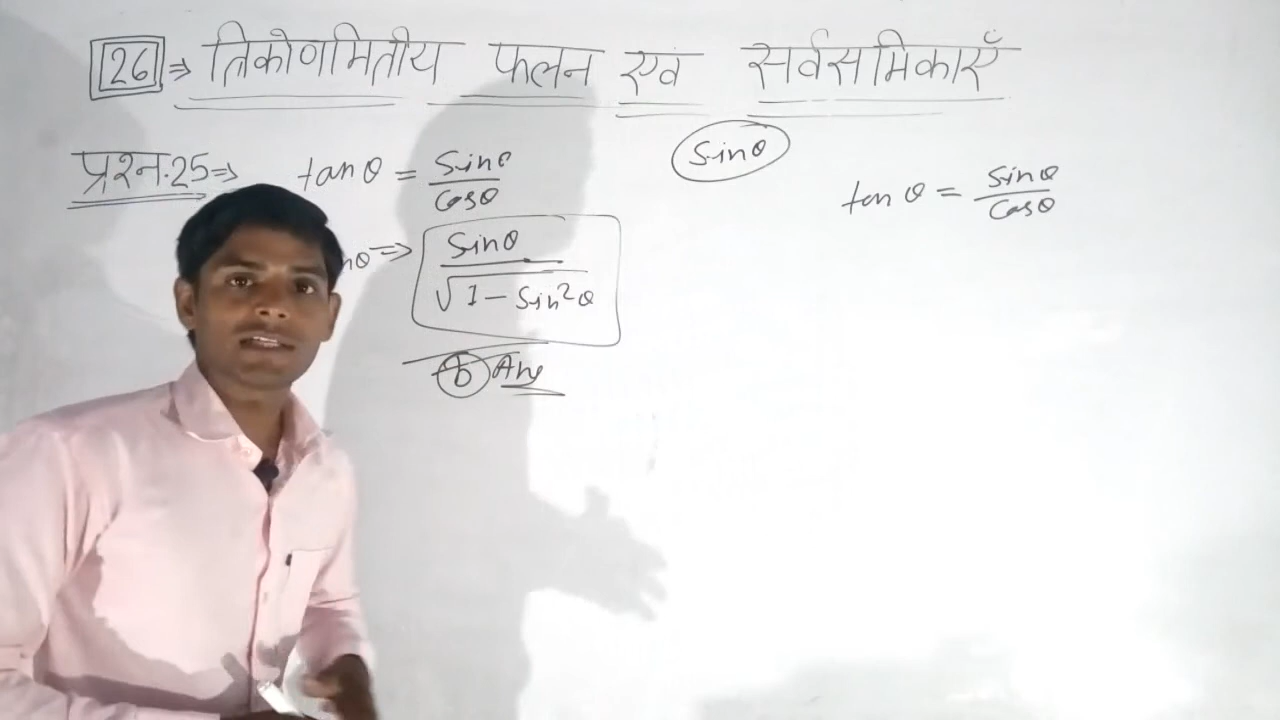 26 ⇒ त्रिकोणमितीय फलन एवं सर्वसमिकाएँ
प्रश्न.25⇒ tanθ = sinθ/cosθ
⇒ sinθ/√1-sin²θ
b Ans
sinθ
tanθ = sinθ/cosθ